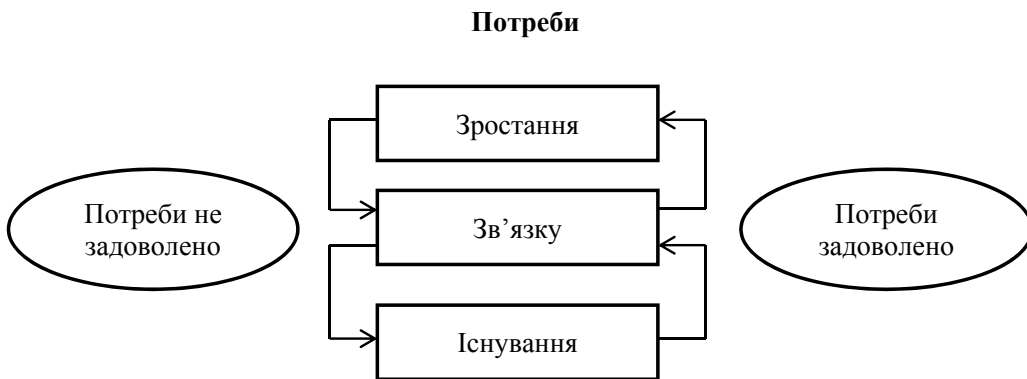 Потреби
Зростання
Потреби не
задоволено
Зв’язку
Потреби
задоволено
Існування